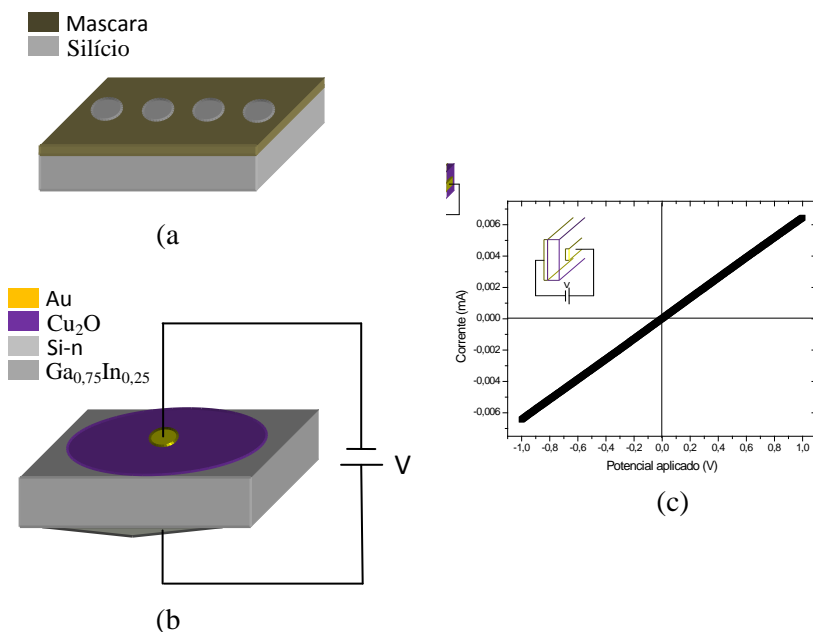 Mascara
Silício
(a
Au
Cu₂O
Si-n
Ga₀,₇₅In₀,₂₅
V
(b
0,006
0,004
0,002
0,000
-0,002
-0,004
-0,006
Corrente (mA)
V
-1,0 -0,8 -0,6 -0,4 -0,2 0,0 0,2 0,4 0,6 0,8 1,0
Potencial aplicado (V)
(c)